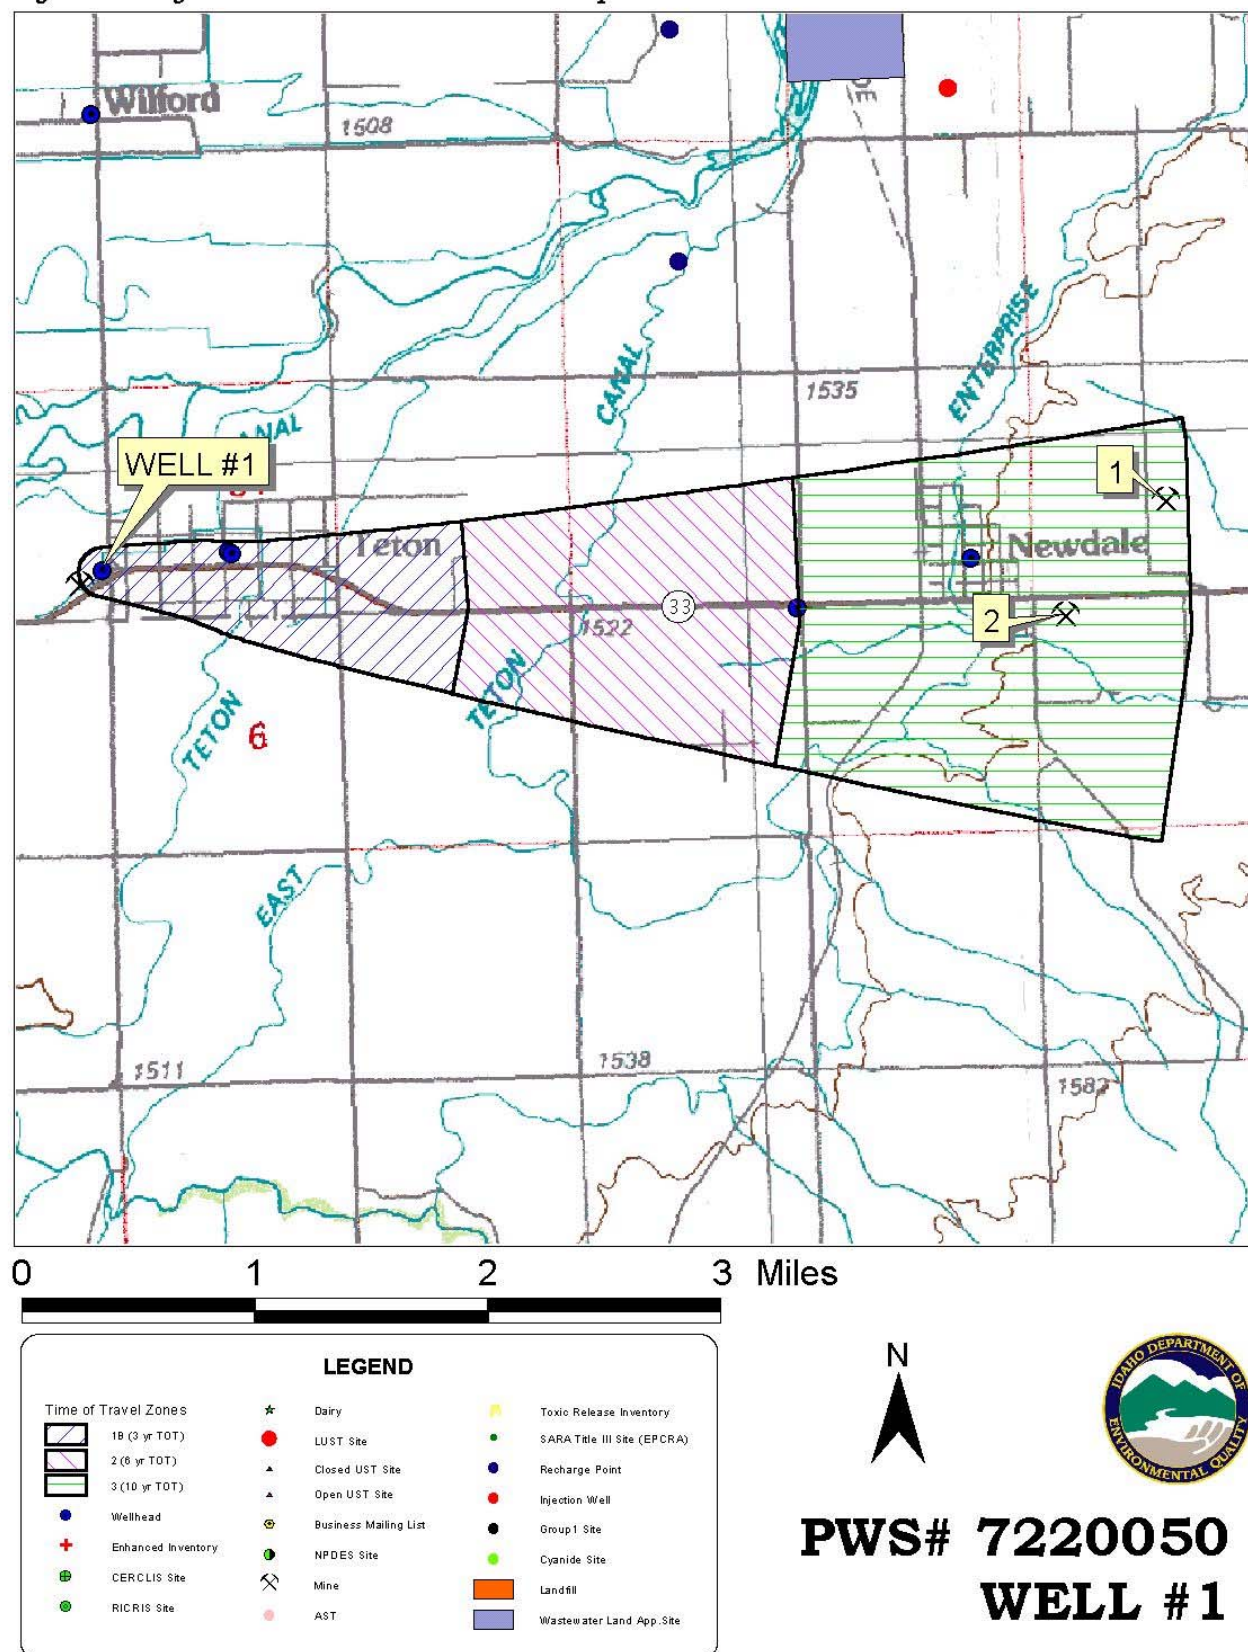 Wilford
1508
DE
1535
ENTERPRISE
CANAL
ANAL
WELL #1
1
Teton
Newdale
2
33
1522
TETON
TETON
6
EAST
1511
1538
1582
0 1 2 3 Miles
LEGEND
Time of Travel Zones
1B (3 yr TOT)
2 (6 yr TOT)
3 (10 yr TOT)
Wellhead
Enhanced Inventory
CERCLIS Site
RICRIS Site
Dairy
LUST Site
Closed UST Site
Open UST Site
Business Mailing List
NPDES Site
Mine
AST
Toxic Release Inventory
SARA Title III Site (EPCRA)
Recharge Point
Injection Well
Group1 Site
Cyanide Site
Landfill
Wastewater Land App.Site
N
IDAHO DEPARTMENT OF
ENVIRONMENTAL QUALITY
PWS# 7220050
WELL #1